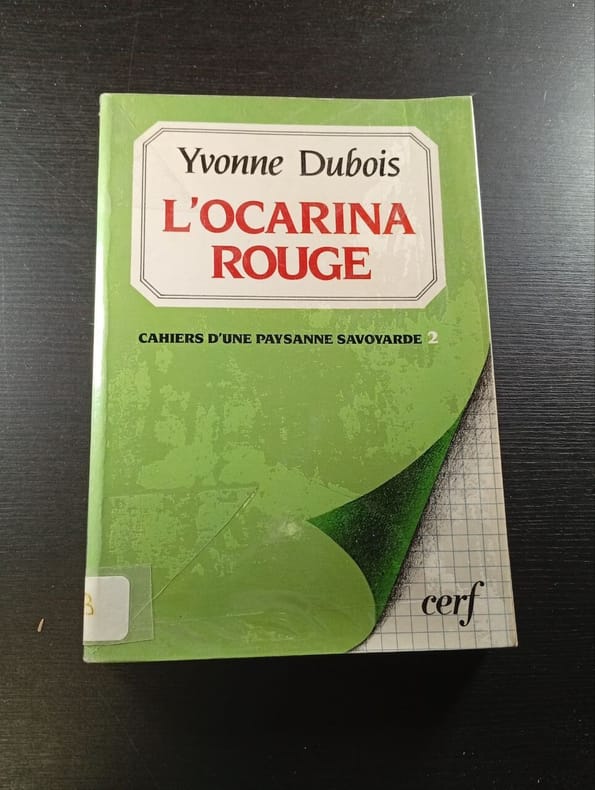 Yvonne Dubois
L'OCARINA
ROUGE
CAHIERS D'UNE PAYSANNE SAVOYARDE 2
cerf